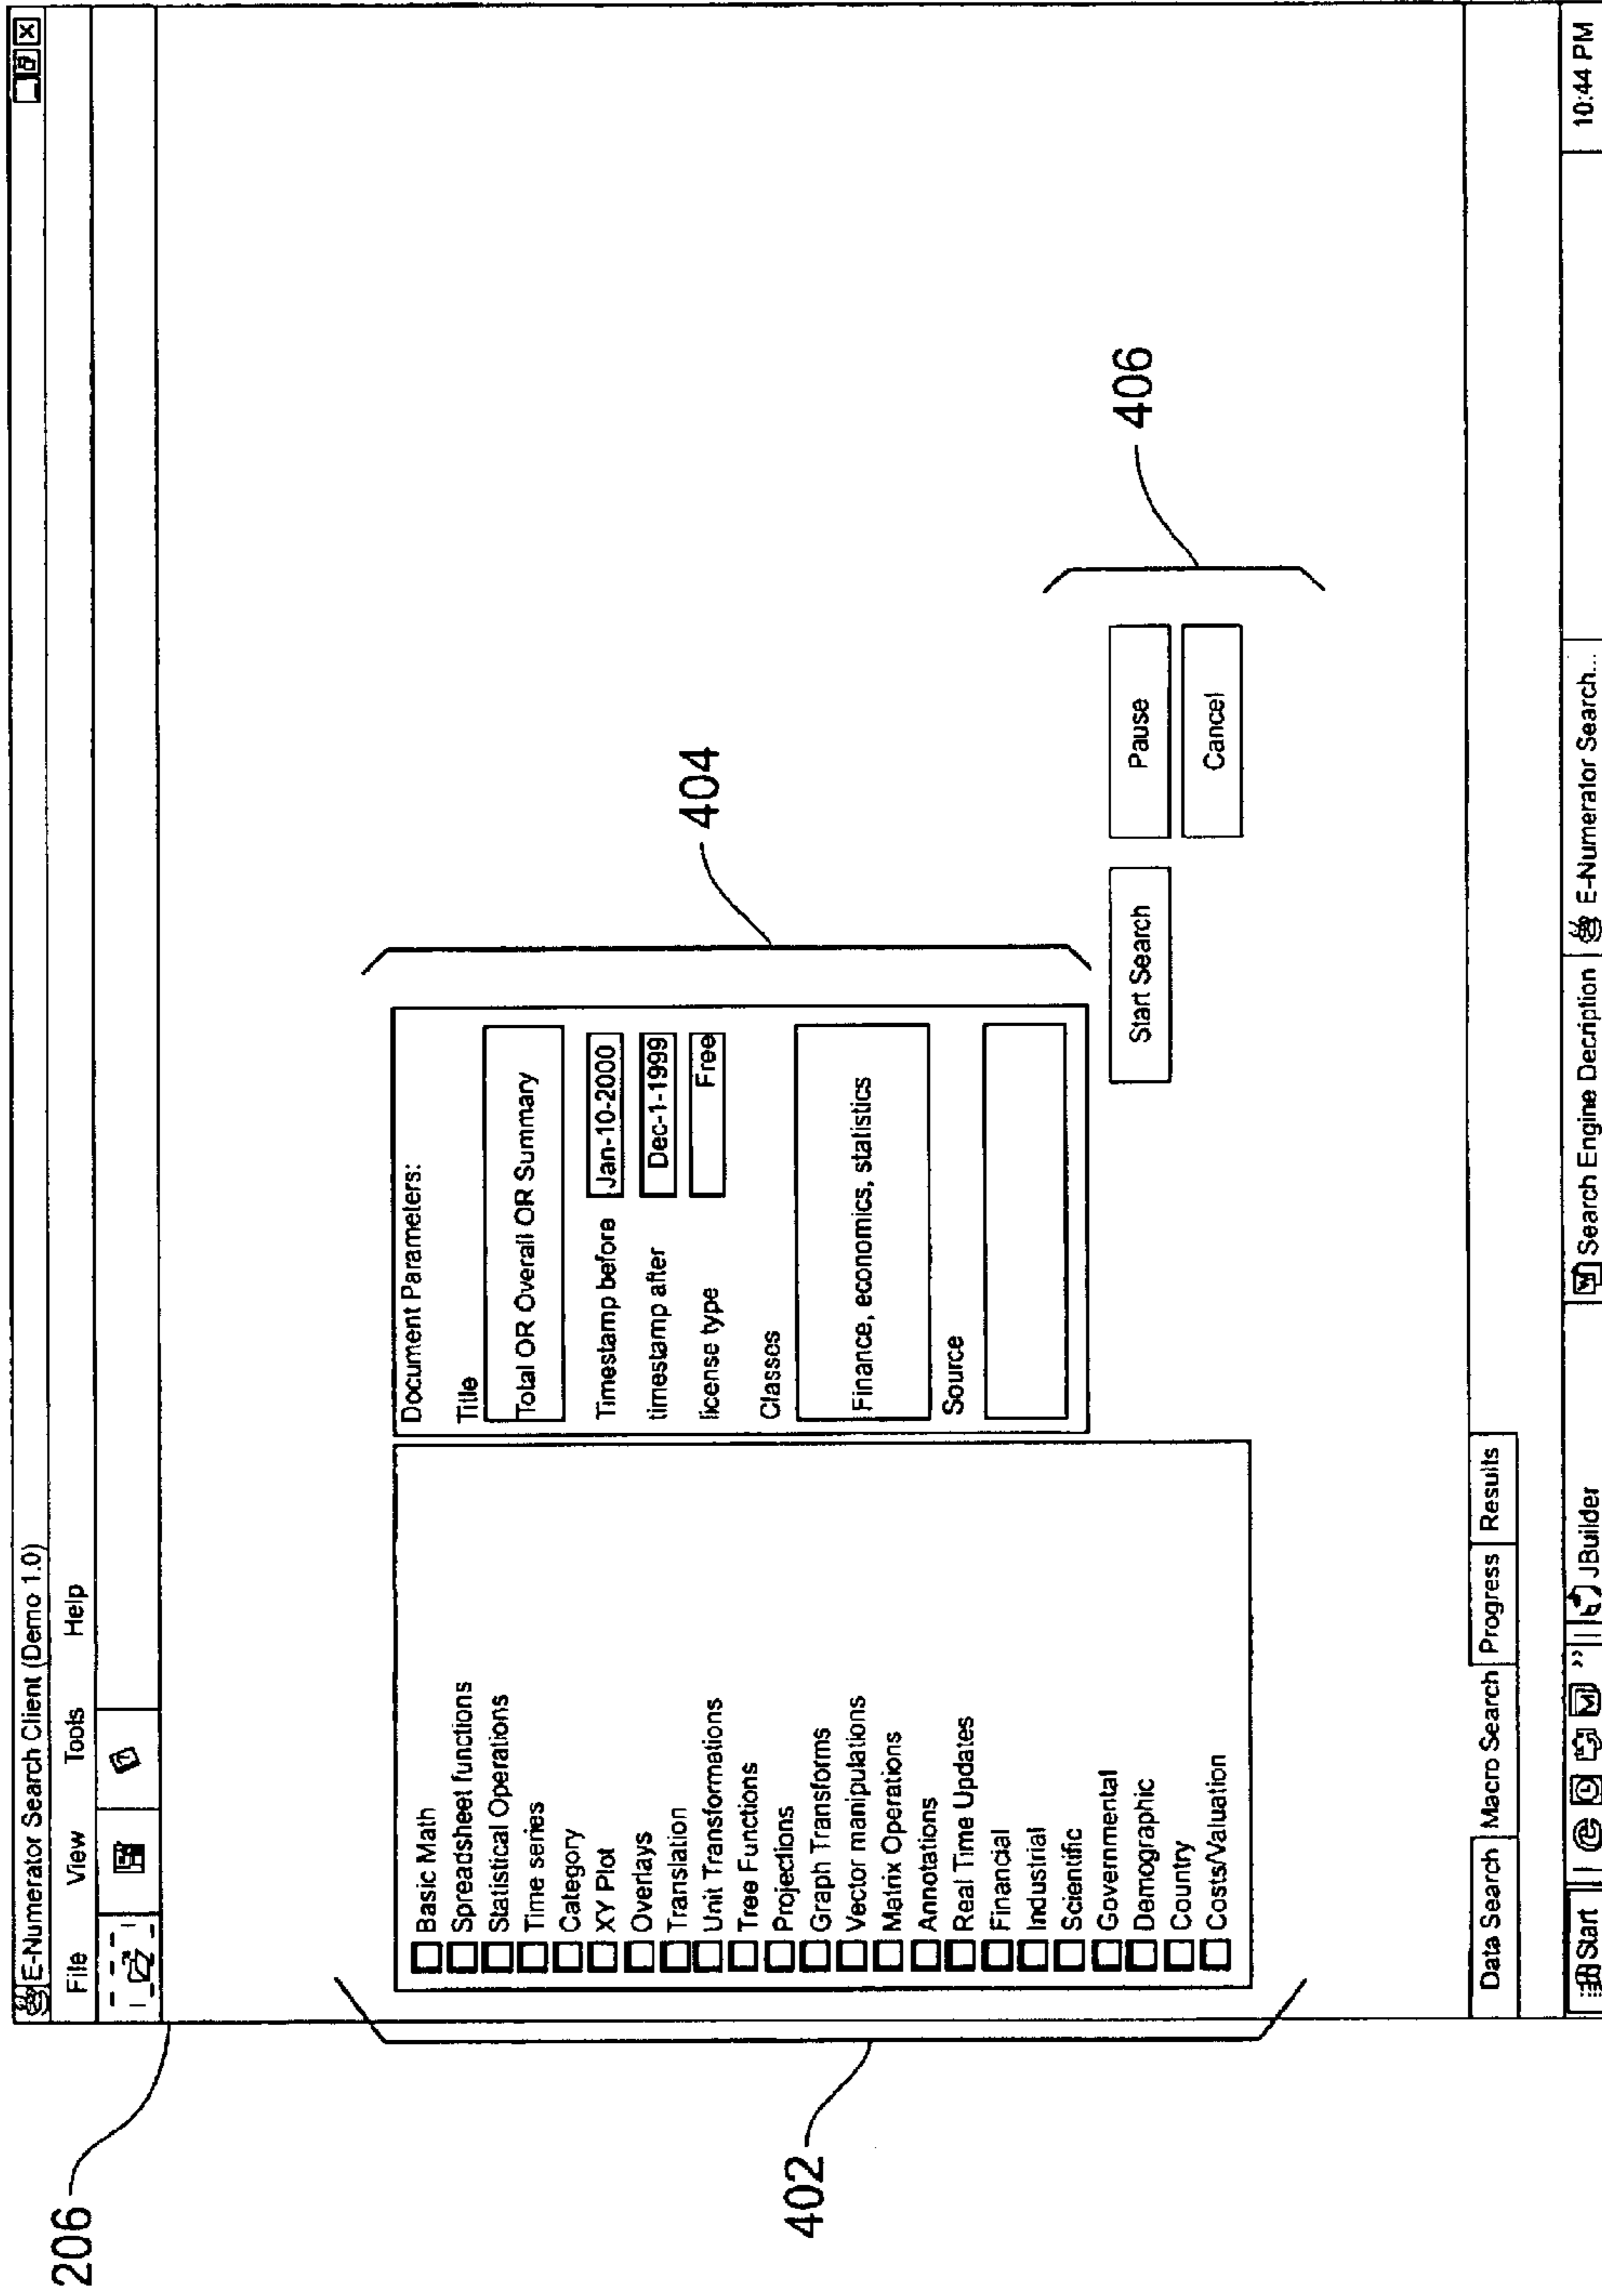 206
E-Numerator Search Client (Demo 1.0)
File View Tools Help
402
Basic Math
Spreadsheet functions
Statistical Operations
Time series
Category
XY Plot
Overlays
Translation
Unit Transformations
Tree Functions
Projections
Graph Transforms
Vector manipulations
Matrix Operations
Annotations
Real Time Updates
Financial
Industrial
Scientific
Governmental
Demographic
Country
Costs/Valuation
Document Parameters:
Title
Total OR Overall OR Summary
Timestamp before Jan-10-2000
timestamp after Dec-1-1999
license type Free
Classes
Finance, economics, statistics
Source
404
Start Search
Pause
Cancel
406
Data Search Macro Search Progress Results
Start » JBuilder Search Engine Decription E-Numerator Search... 10:44 PM